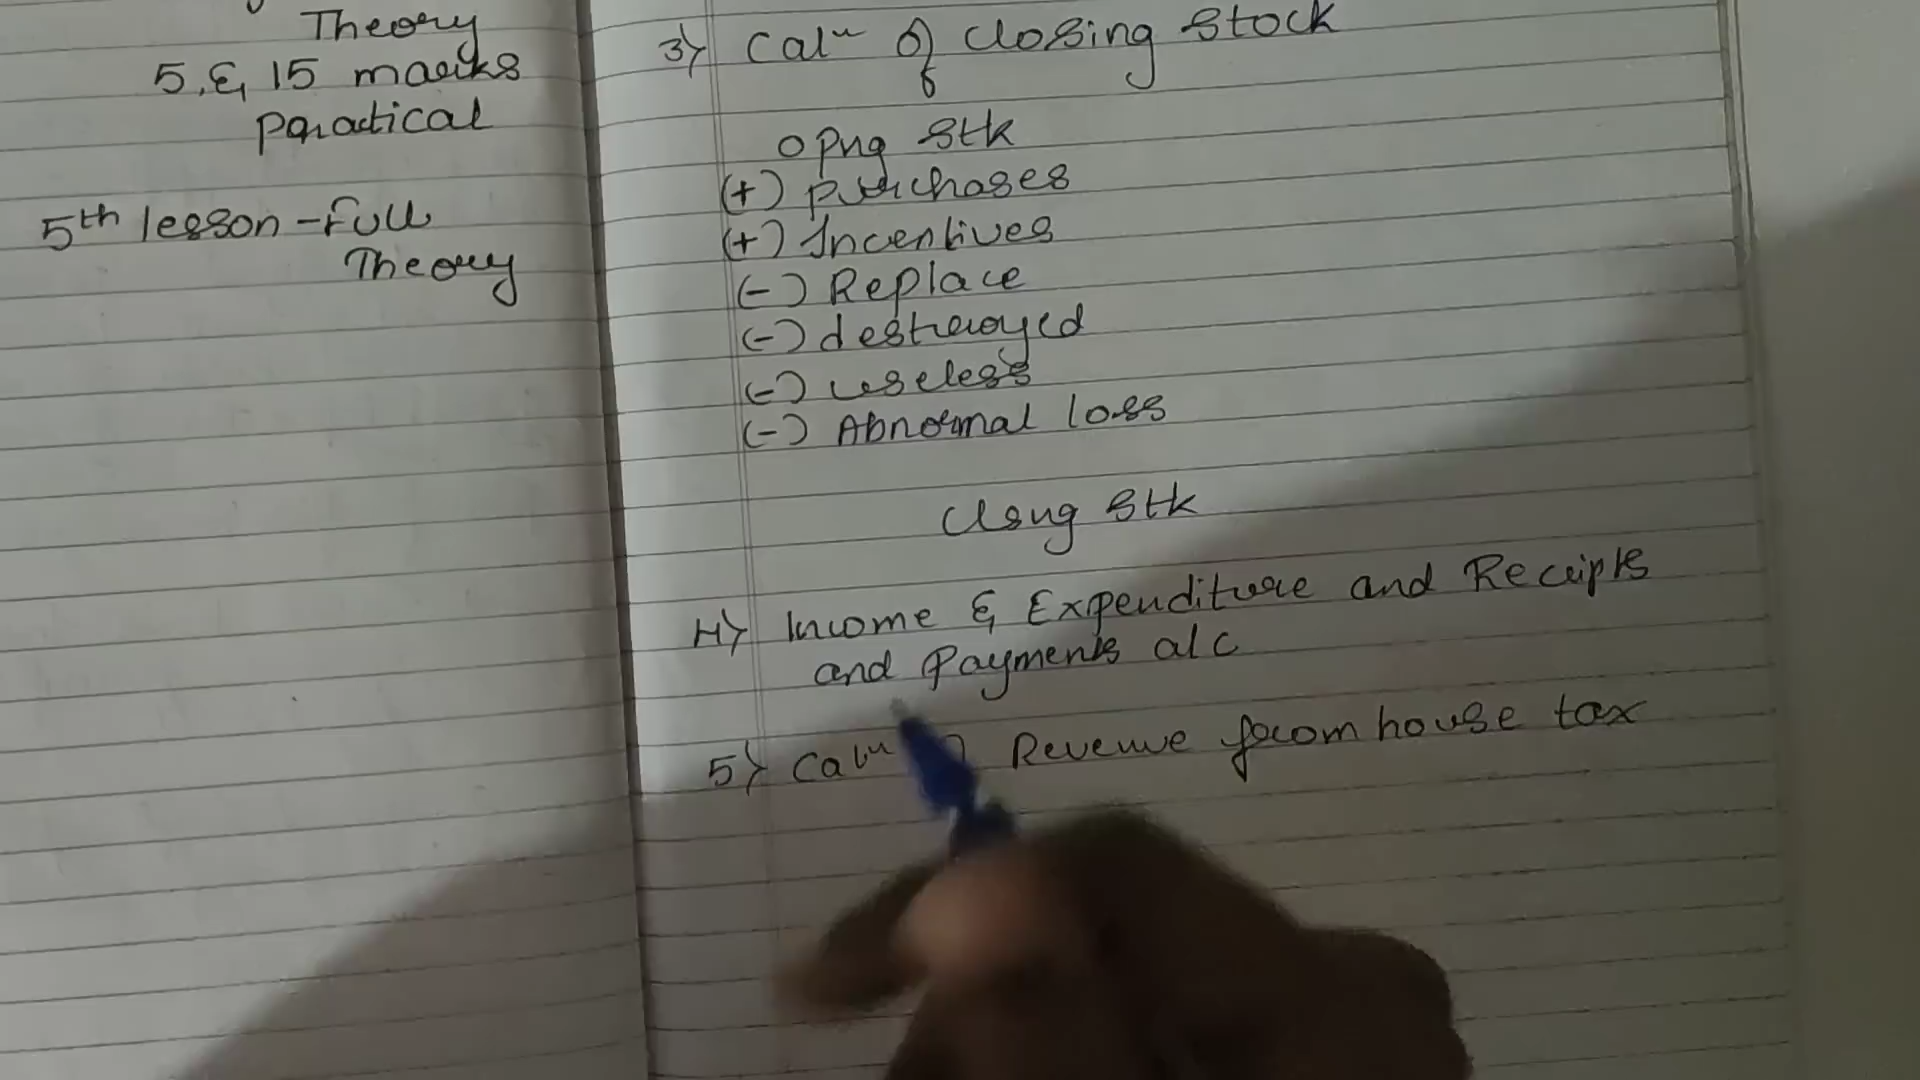 Theory
5 & 15 marks
Practical
5th lesson - Full
Theory
3) Calⁿ of closing stock
Opng stk
(+) purchases
(+) Incentives
(-) Replace
(-) destroyed
(-) useless
(-) Abnormal loss
Clsng stk
4) Income & Expenditure and Receipts
and Payments a/c
5) Calⁿ Revenue from house tax